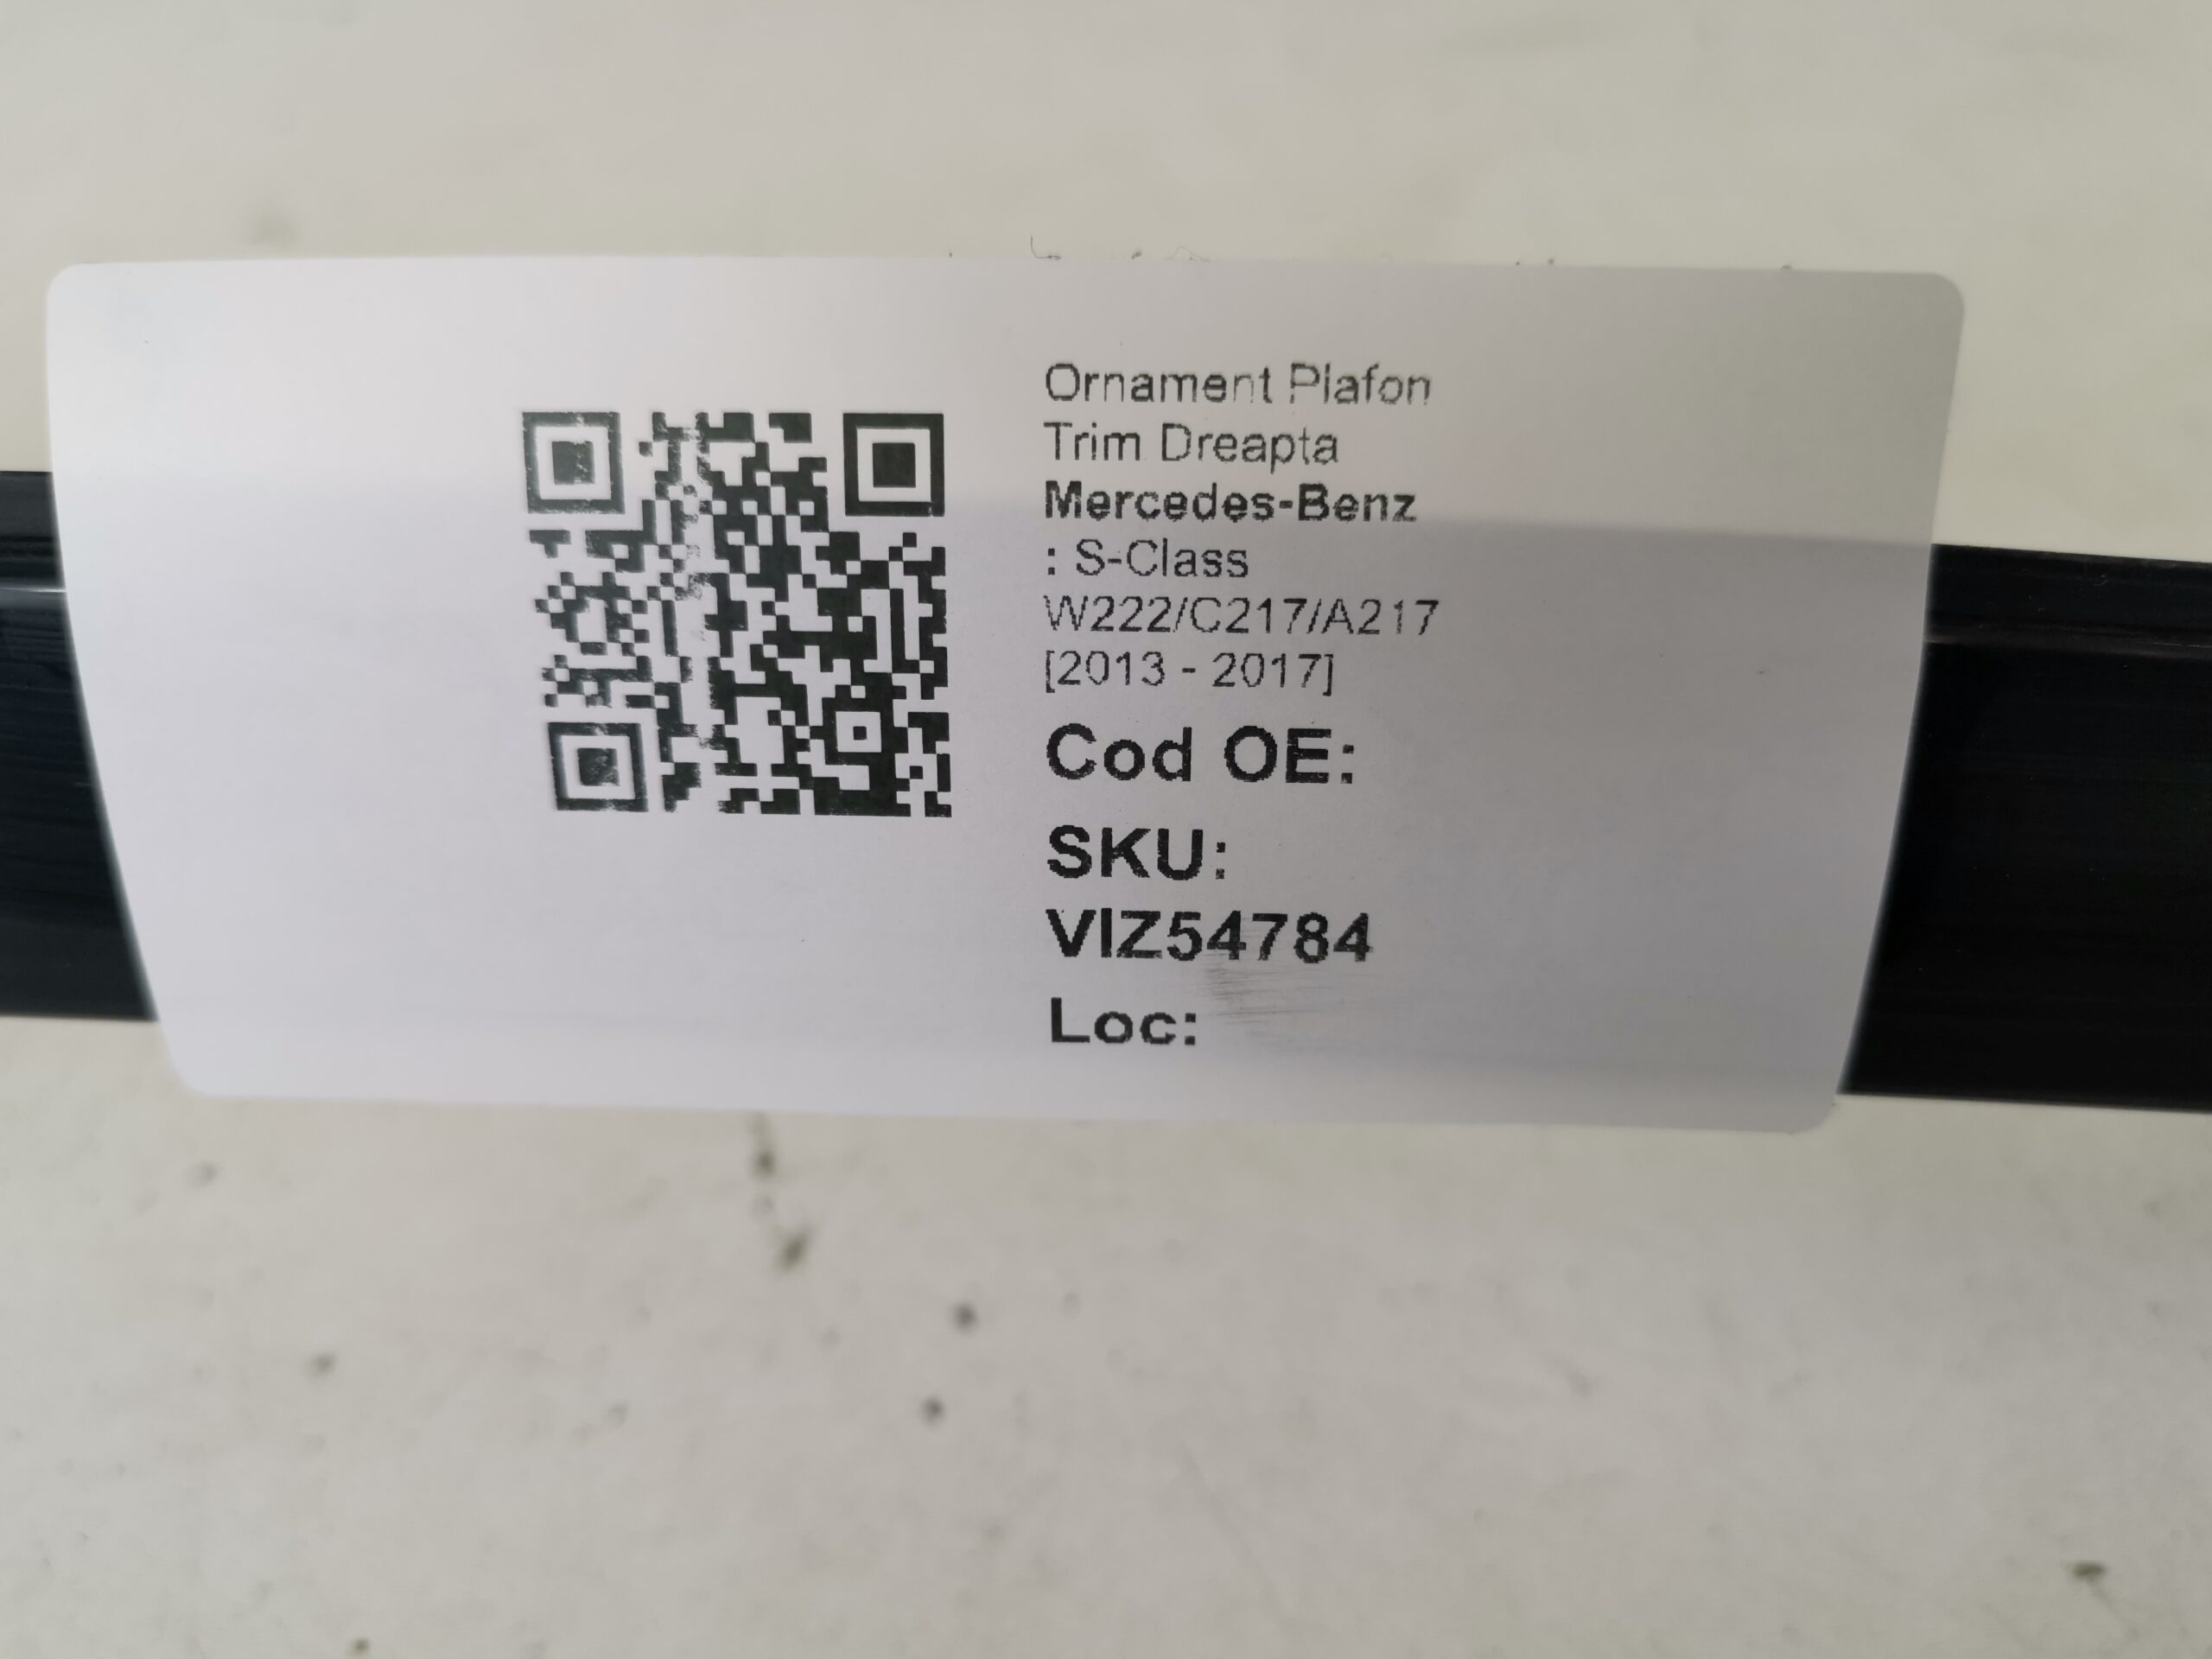 Ornament Plafon
Trim Dreapta
Mercedes-Benz
: S-Class
W222/C217/A217
[2013 - 2017]
Cod OE:
SKU:
VIZ54784
Loc: